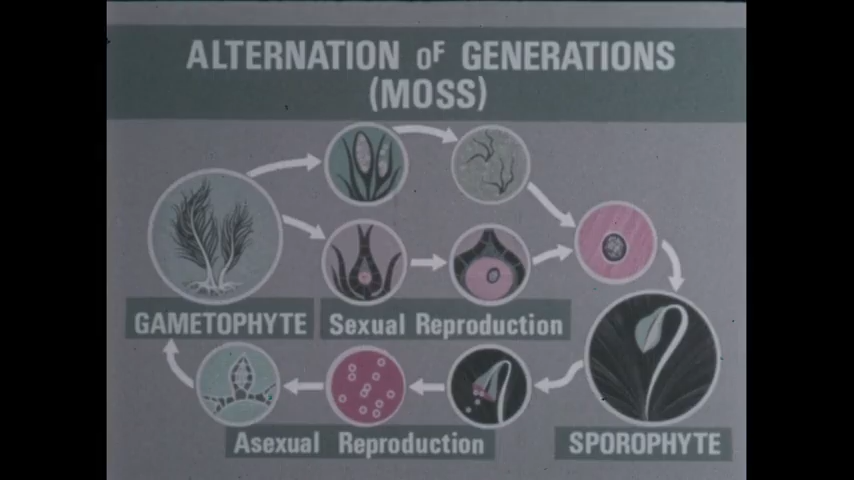 ALTERNATION OF GENERATIONS
(MOSS)
GAMETOPHYTE
Sexual Reproduction
Asexual Reproduction
SPOROPHYTE